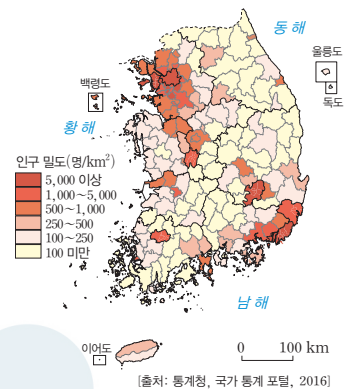 동해
울릉도
독도
백령도
황해
인구 밀도(명/km²)
5,000 이상
1,000~5,000
500~1,000
250~500
100~250
100 미만
남해
이어도
0 100 km
[출처: 통계청, 국가 통계 포털, 2016]